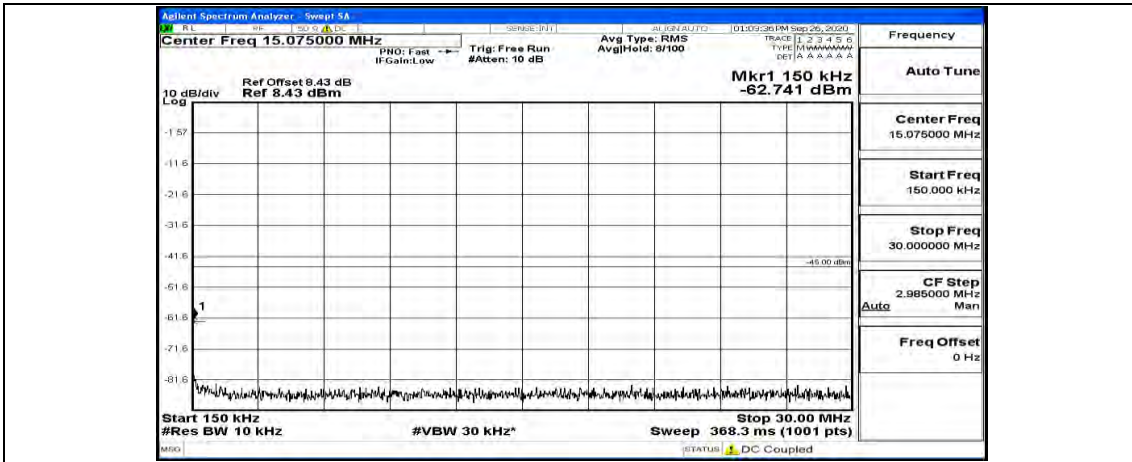 Agilent Spectrum Analyzer - Swept SA
RL RF 50 Ω DC SENSE:INT ALIGN AUTO 01:09:36 PM Sep 26, 2020
Center Freq 15.075000 MHz
PNO: Fast
IFGain:Low
Trig: Free Run
#Atten: 10 dB
Avg Type: RMS
Avg|Hold: 8/100
TRACE 1 2 3 4 5 6
TYPE M W W W W W
DET A A A A A A
Ref Offset 8.43 dB
10 dB/div Ref 8.43 dBm
Log
Mkr1 150 kHz
-62.741 dBm
-1.57
-11.6
-21.6
-31.6
-41.6
-45.00 dBm
-51.6
1
-61.6
-71.6
-81.6
Start 150 kHz
Stop 30.00 MHz
#Res BW 10 kHz
#VBW 30 kHz*
Sweep 368.3 ms (1001 pts)
MSG
STATUS DC Coupled
Frequency
Auto Tune
Center Freq
15.075000 MHz
Start Freq
150.000 kHz
Stop Freq
30.000000 MHz
CF Step
2.985000 MHz
Auto Man
Freq Offset
0 Hz